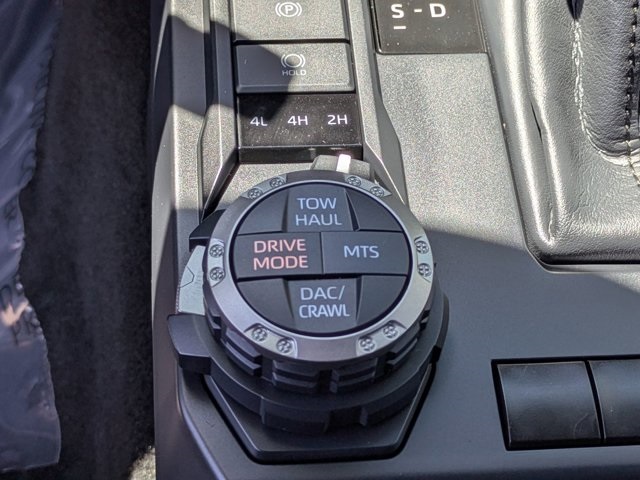 P
S - D
HOLD
4L 4H 2H
TOW
HAUL
DRIVE
MODE
MTS
DAC/
CRAWL